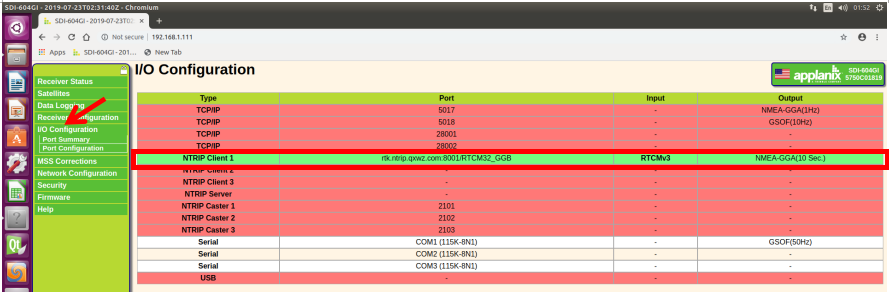 SDI-604GI - 2019-07-23T02:31:40Z - Chromium
En 01:52
SDI-604GI - 2019-07-23T02: × +
Not secure | 192.168.1.111
Apps SDI-604GI - 201... New Tab
I/O Configuration
applanix
SDI-604GI
5750C01819
Receiver Status
Satellites
Data Logging
Receiver Configuration
I/O Configuration
Port Summary
Port Configuration
MSS Corrections
Network Configuration
Security
Firmware
Help
Type Port Input Output
TCP/IP 5017 - NMEA-GGA(1Hz)
TCP/IP 5018 - GSOF(10Hz)
TCP/IP 28001 - -
TCP/IP 28002 - -
NTRIP Client 1 rtk.ntrip.qxwz.com:8001/RTCM32_GGB RTCMv3 NMEA-GGA(10 Sec.)
NTRIP Client 2 - - -
NTRIP Client 3 - - -
NTRIP Server - - -
NTRIP Caster 1 2101 - -
NTRIP Caster 2 2102 - -
NTRIP Caster 3 2103 - -
Serial COM1 (115K-8N1) - GSOF(50Hz)
Serial COM2 (115K-8N1) - -
Serial COM3 (115K-8N1) - -
USB - - -